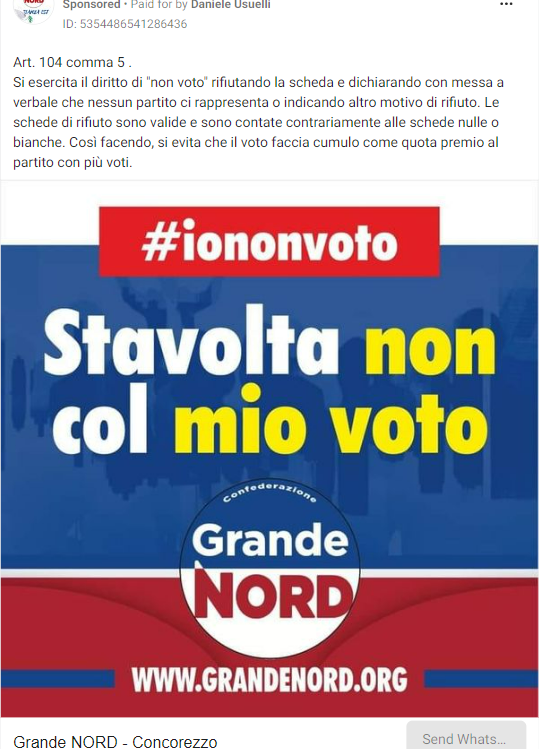 Sponsored • Paid for by Daniele Usuelli
ID: 5354486541286436
Art. 104 comma 5 .
Si esercita il diritto di "non voto" rifiutando la scheda e dichiarando con messa a
verbale che nessun partito ci rappresenta o indicando altro motivo di rifiuto. Le
schede di rifiuto sono valide e sono contate contrariamente alle schede nulle o
bianche. Così facendo, si evita che il voto faccia cumulo come quota premio al
partito con più voti.
#iononvoto
Stavolta non
col mio voto
Confederazione
Grande
NORD
WWW.GRANDENORD.ORG
Grande NORD - Concorezzo
Send Whats...